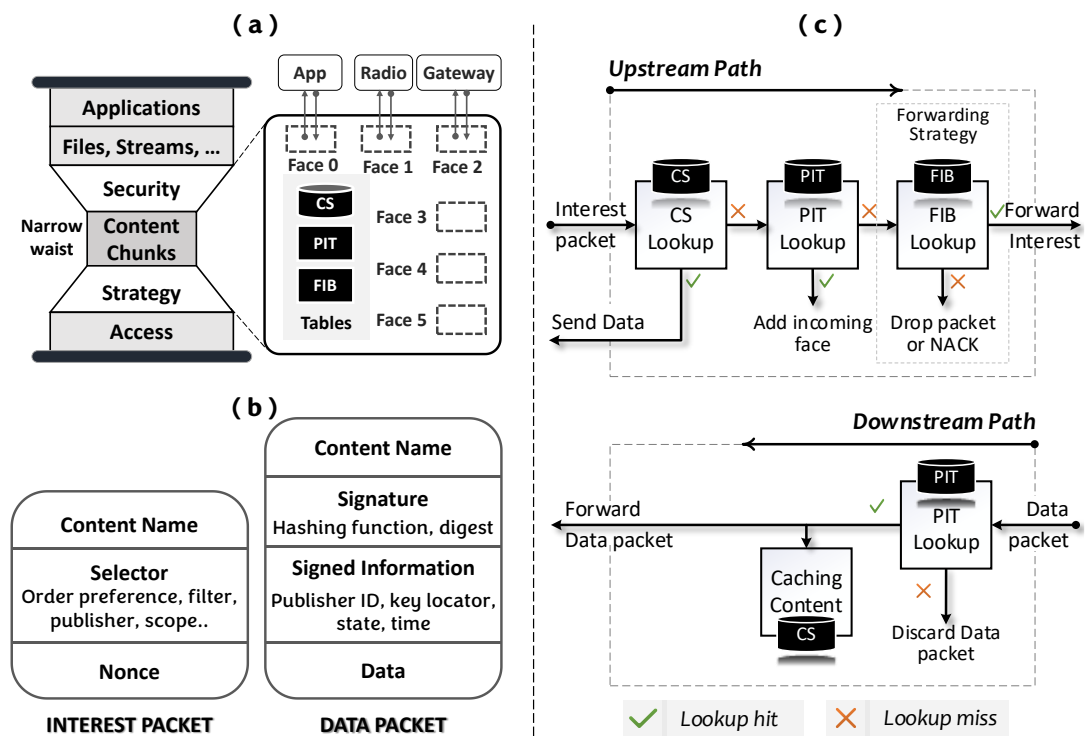 ( a )
Applications
Files, Streams, ...
Security
Narrow
waist
Content
Chunks
Strategy
Access
App
Radio
Gateway
Face 0
Face 1
Face 2
CS
PIT
FIB
Tables
Face 3
Face 4
Face 5
( b )
Content Name
Selector
Order preference, filter,
publisher, scope..
Nonce
INTEREST PACKET
Content Name
Signature
Hashing function, digest
Signed Information
Publisher ID, key locator,
state, time
Data
DATA PACKET
( c )
Upstream Path
Forwarding
Strategy
Interest
packet
CS
CS
Lookup
PIT
PIT
Lookup
FIB
FIB
Lookup
Forward
Interest
Send Data
Add incoming
face
Drop packet
or NACK
Downstream Path
Forward
Data packet
PIT
PIT
Lookup
Data
packet
Caching
Content
CS
Discard Data
packet
Lookup hit
Lookup miss